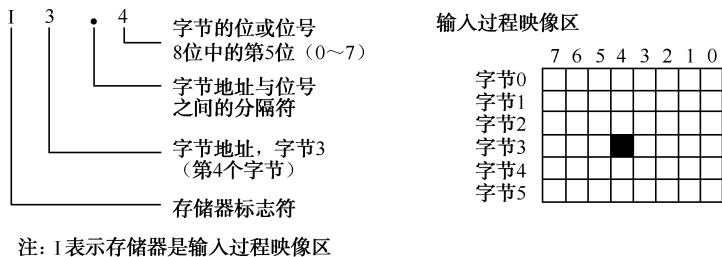 I 3 . 4
字节的位或位号
8位中的第5位（0～7）
字节地址与位号
之间的分隔符
字节地址，字节3
（第4个字节）
存储器标志符
注：I表示存储器是输入过程映像区
输入过程映像区
7 6 5 4 3 2 1 0
字节0
字节1
字节2
字节3
字节4
字节5